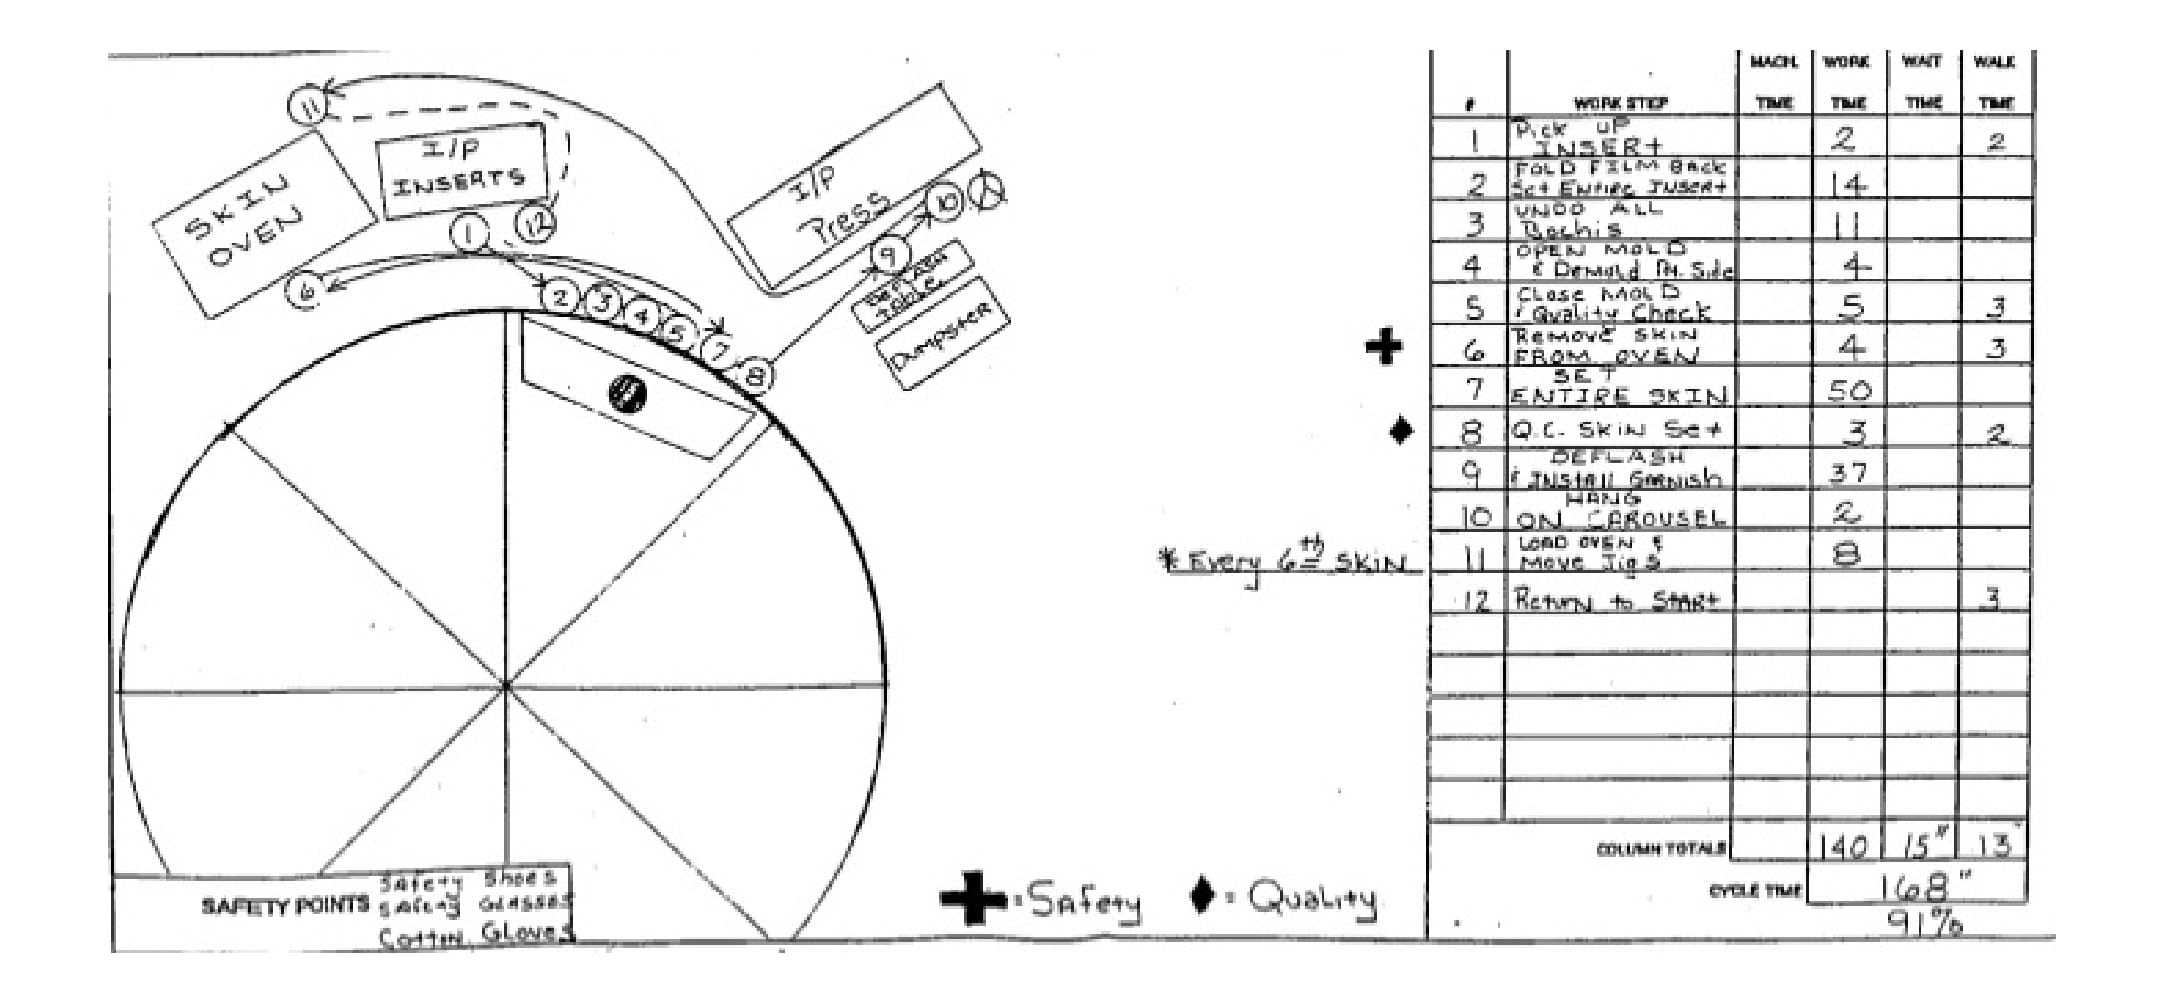 11
I/P
INSERTS
SKIN
OVEN
I/P
Press
10
12
1
9
6
2
3
4
5
7
8
DEFLASH
table
Dumpster
SAFETY POINTS
Safety Shoes
Safety Glasses
Cotton Gloves
= Safety
= Quality
* Every 6th SKIN
# WORK STEP MACH. TIME WORK TIME WAIT TIME WALK TIME
1 Pick UP INSERt 2 2
2 FOLD FILM BACK Set Entire INSERt 14
3 UNDO ALL 11
4 OPEN MOLD & Demold Pt. Side 4
5 Close MOLD & Quality Check 5 3
6 Remove SKIN FROM OVEN 4 3
7 SET ENTIRE SKIN 50
8 Q.C. SKIN Set 3 2
9 DEFLASH & INStAll GARNish 37
10 HANG ON CAROUSEL 2
11 LOAD OVEN & Move Jigs 8
12 Return to StARt 3
COLUMN TOTALS 140 15" 13"
CYCLE TIME 168"
91%